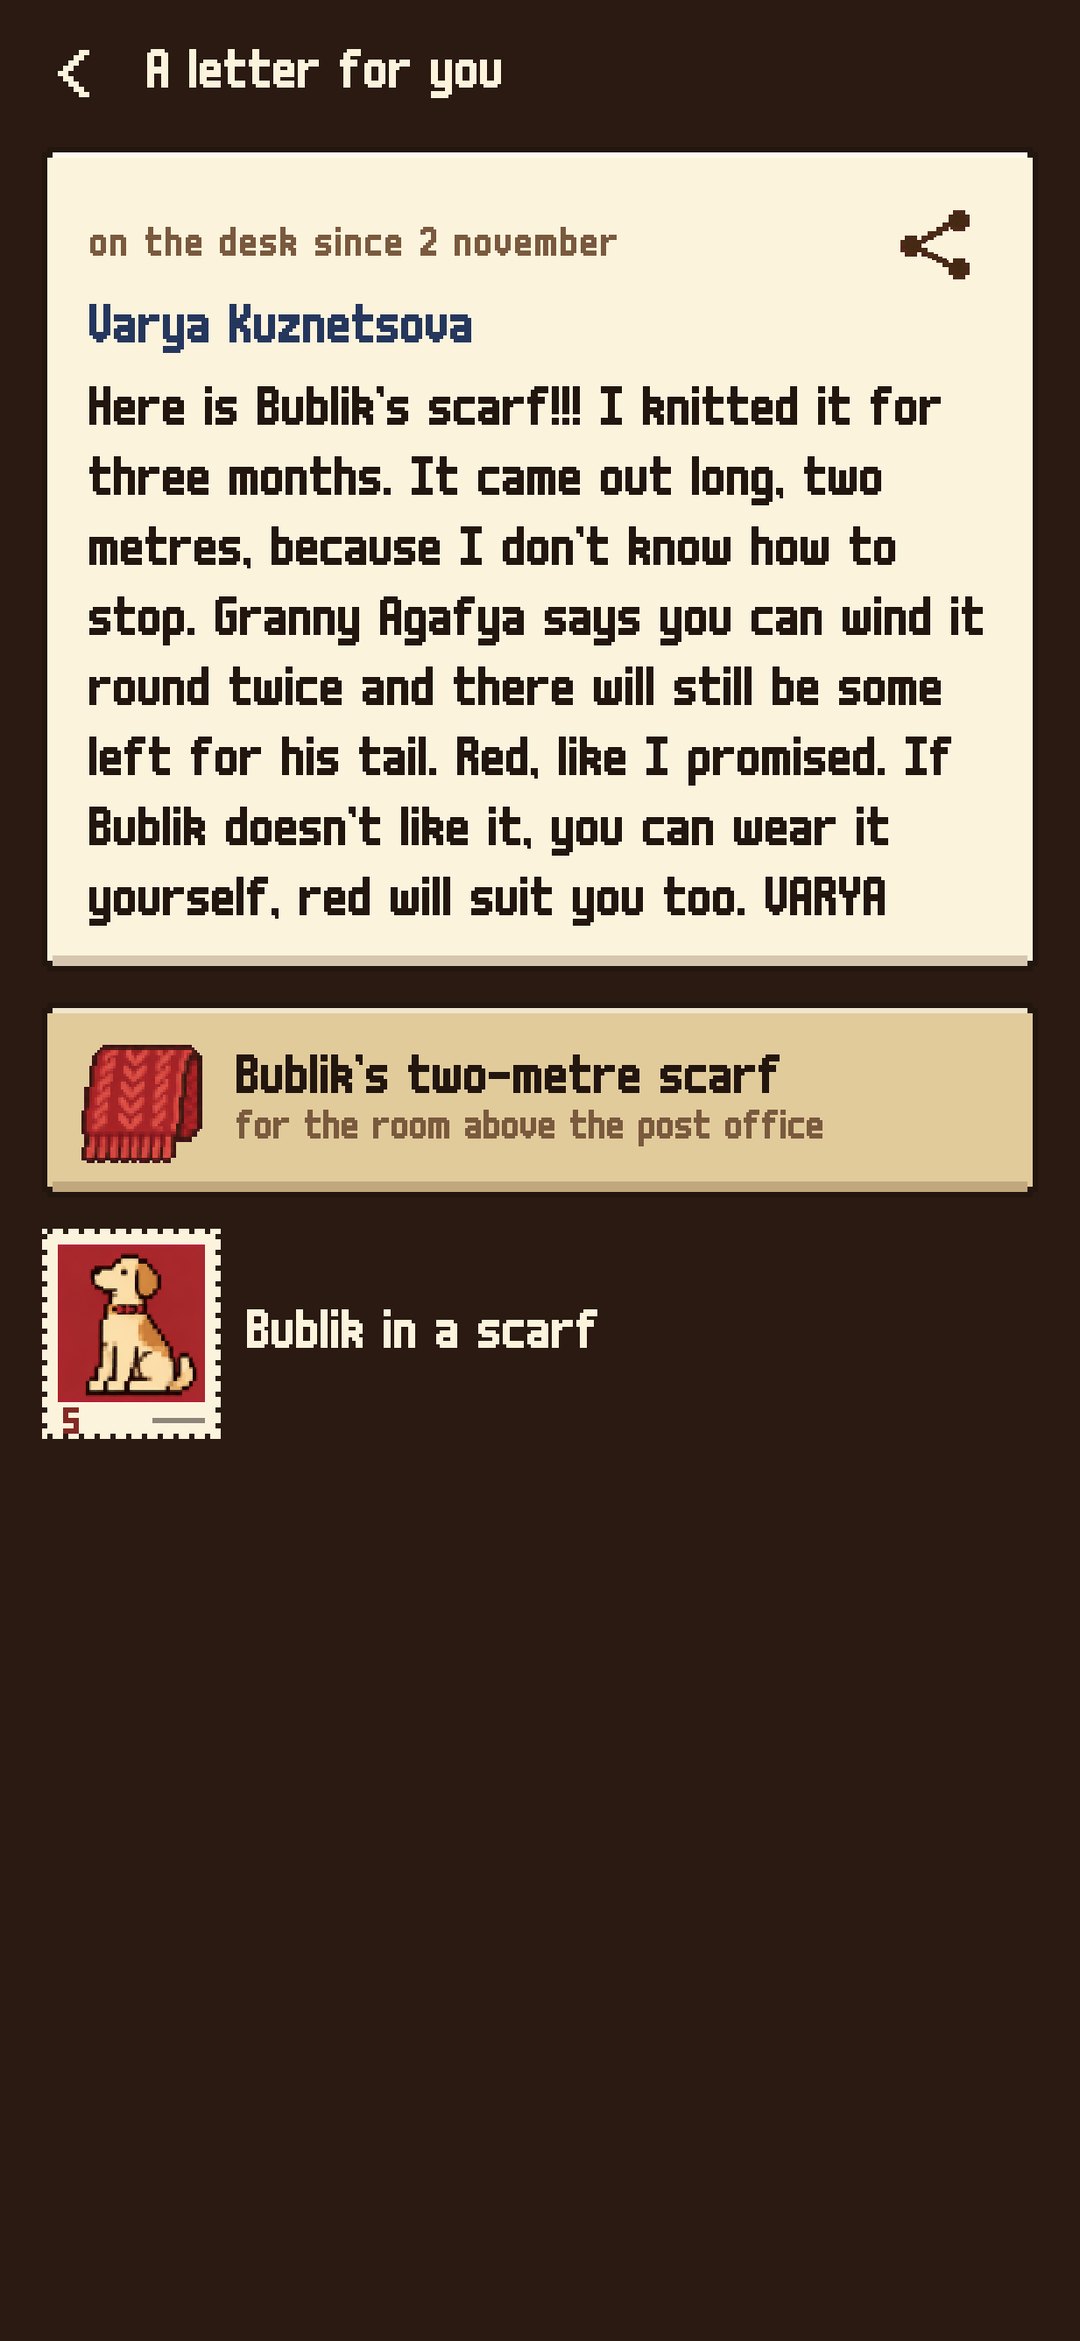 A letter for you
on the desk since 2 november
Varya Kuznetsova
Here is Bublik's scarf!!! I knitted it for
three months. It came out long, two
metres, because I don't know how to
stop. Granny Agafya says you can wind it
round twice and there will still be some
left for his tail. Red, like I promised. If
Bublik doesn't like it, you can wear it
yourself, red will suit you too. VARYA
Bublik's two-metre scarf
for the room above the post office
Bublik in a scarf
5